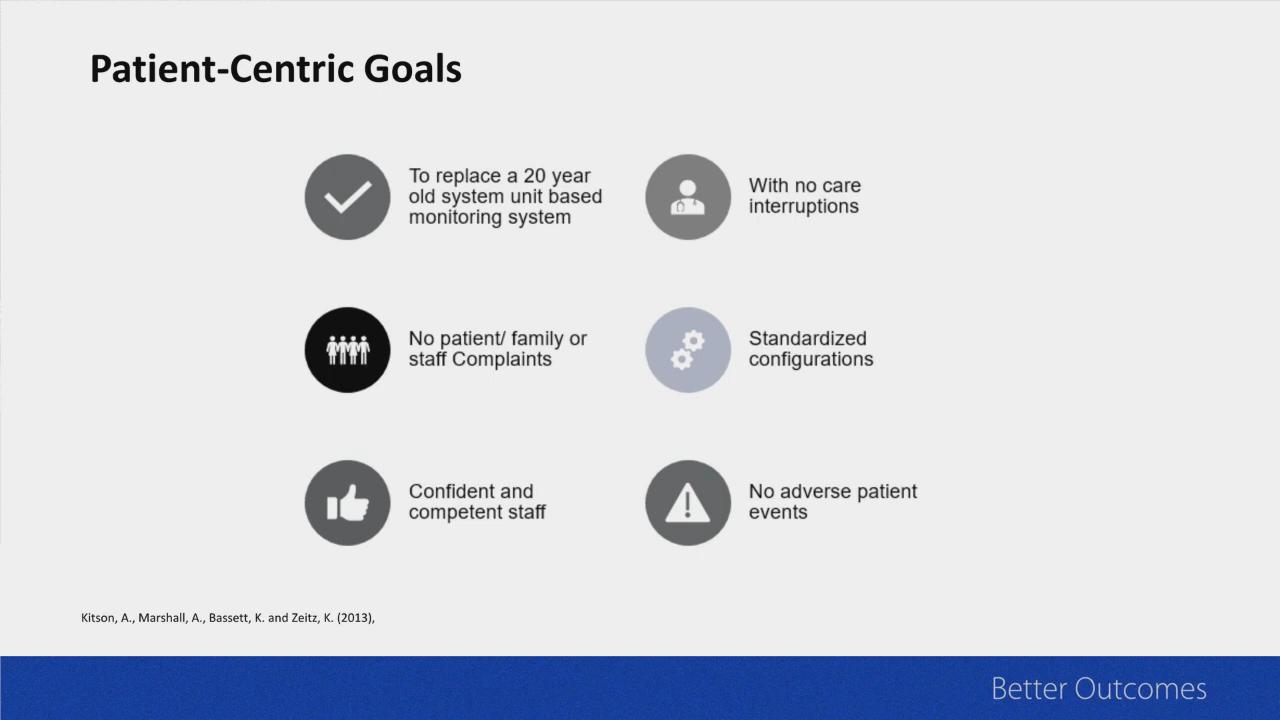 Patient-Centric Goals
To replace a 20 year
old system unit based
monitoring system
With no care
interruptions
No patient/ family or
staff Complaints
Standardized
configurations
Confident and
competent staff
No adverse patient
events
Kitson, A., Marshall, A., Bassett, K. and Zeitz, K. (2013),
Better Outcomes